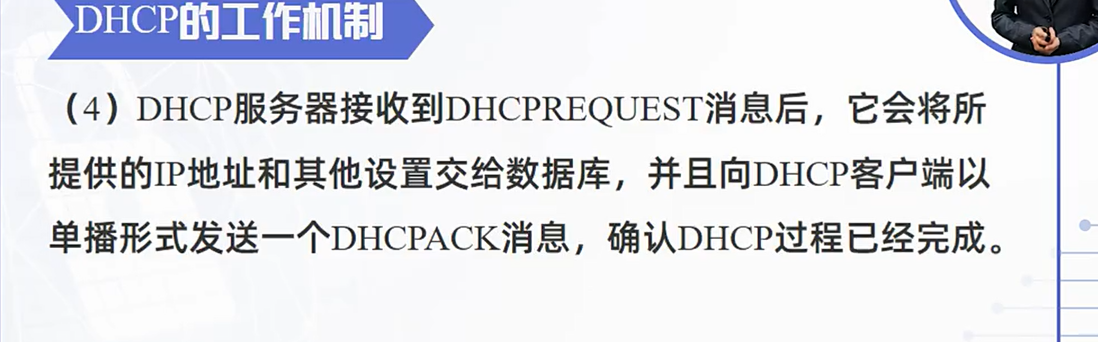 DHCP的工作机制
（4）DHCP服务器接收到DHCPREQUEST消息后，它会将所
提供的IP地址和其他设置交给数据库，并且向DHCP客户端以
单播形式发送一个DHCPACK消息，确认DHCP过程已经完成。